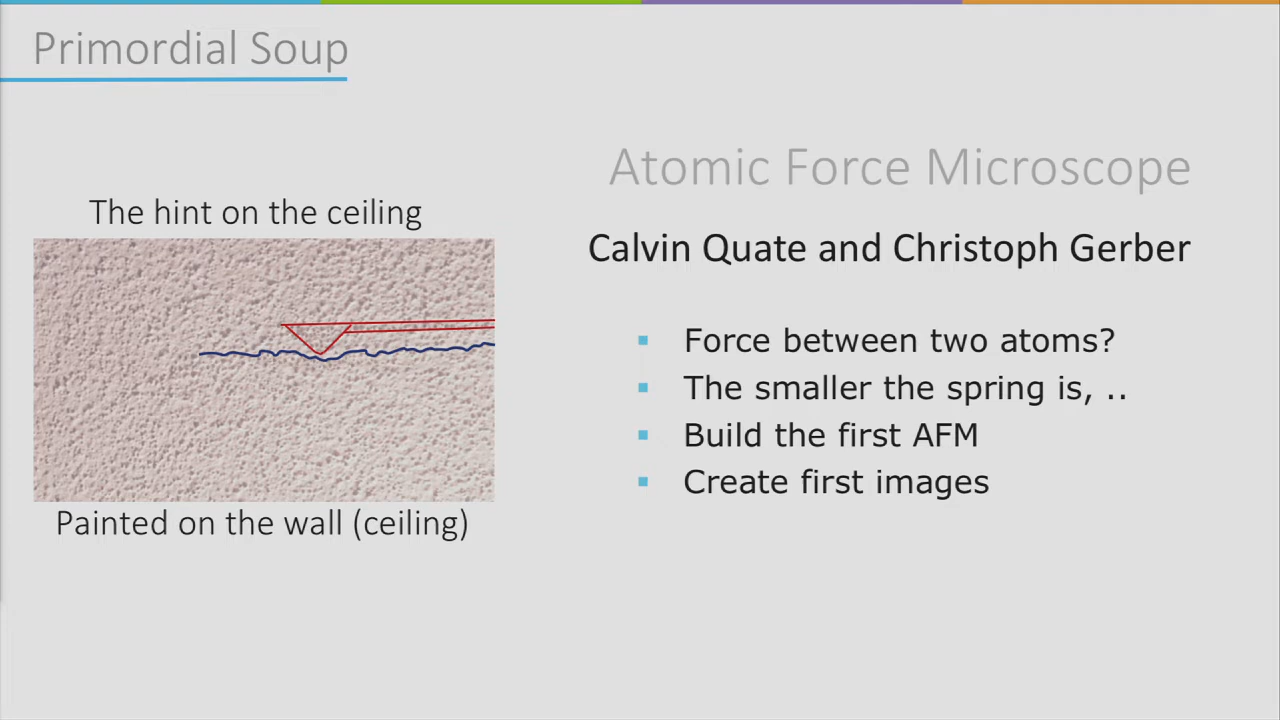 Primordial Soup
The hint on the ceiling
Painted on the wall (ceiling)
Atomic Force Microscope
Calvin Quate and Christoph Gerber
Force between two atoms?
The smaller the spring is, ..
Build the first AFM
Create first images